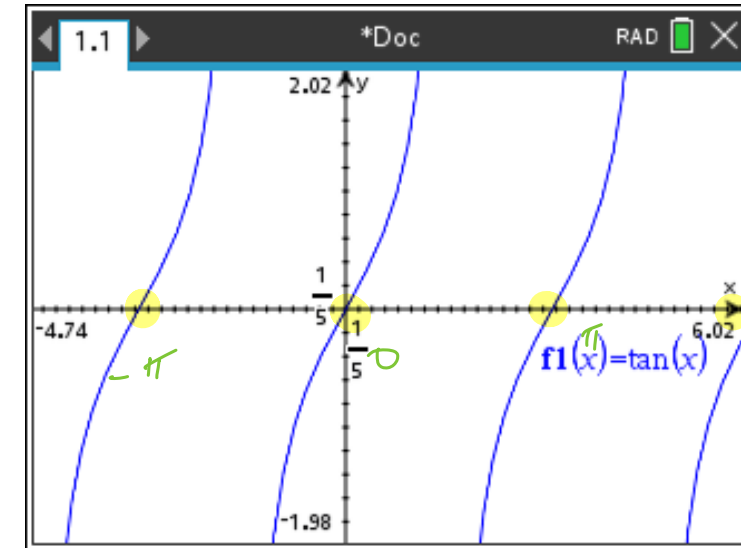 1.1 *Doc RAD
2.02 y
1/5
x
-4.74
1/5
0
π
6.02
-π
f1(x)=tan(x)
-1.98